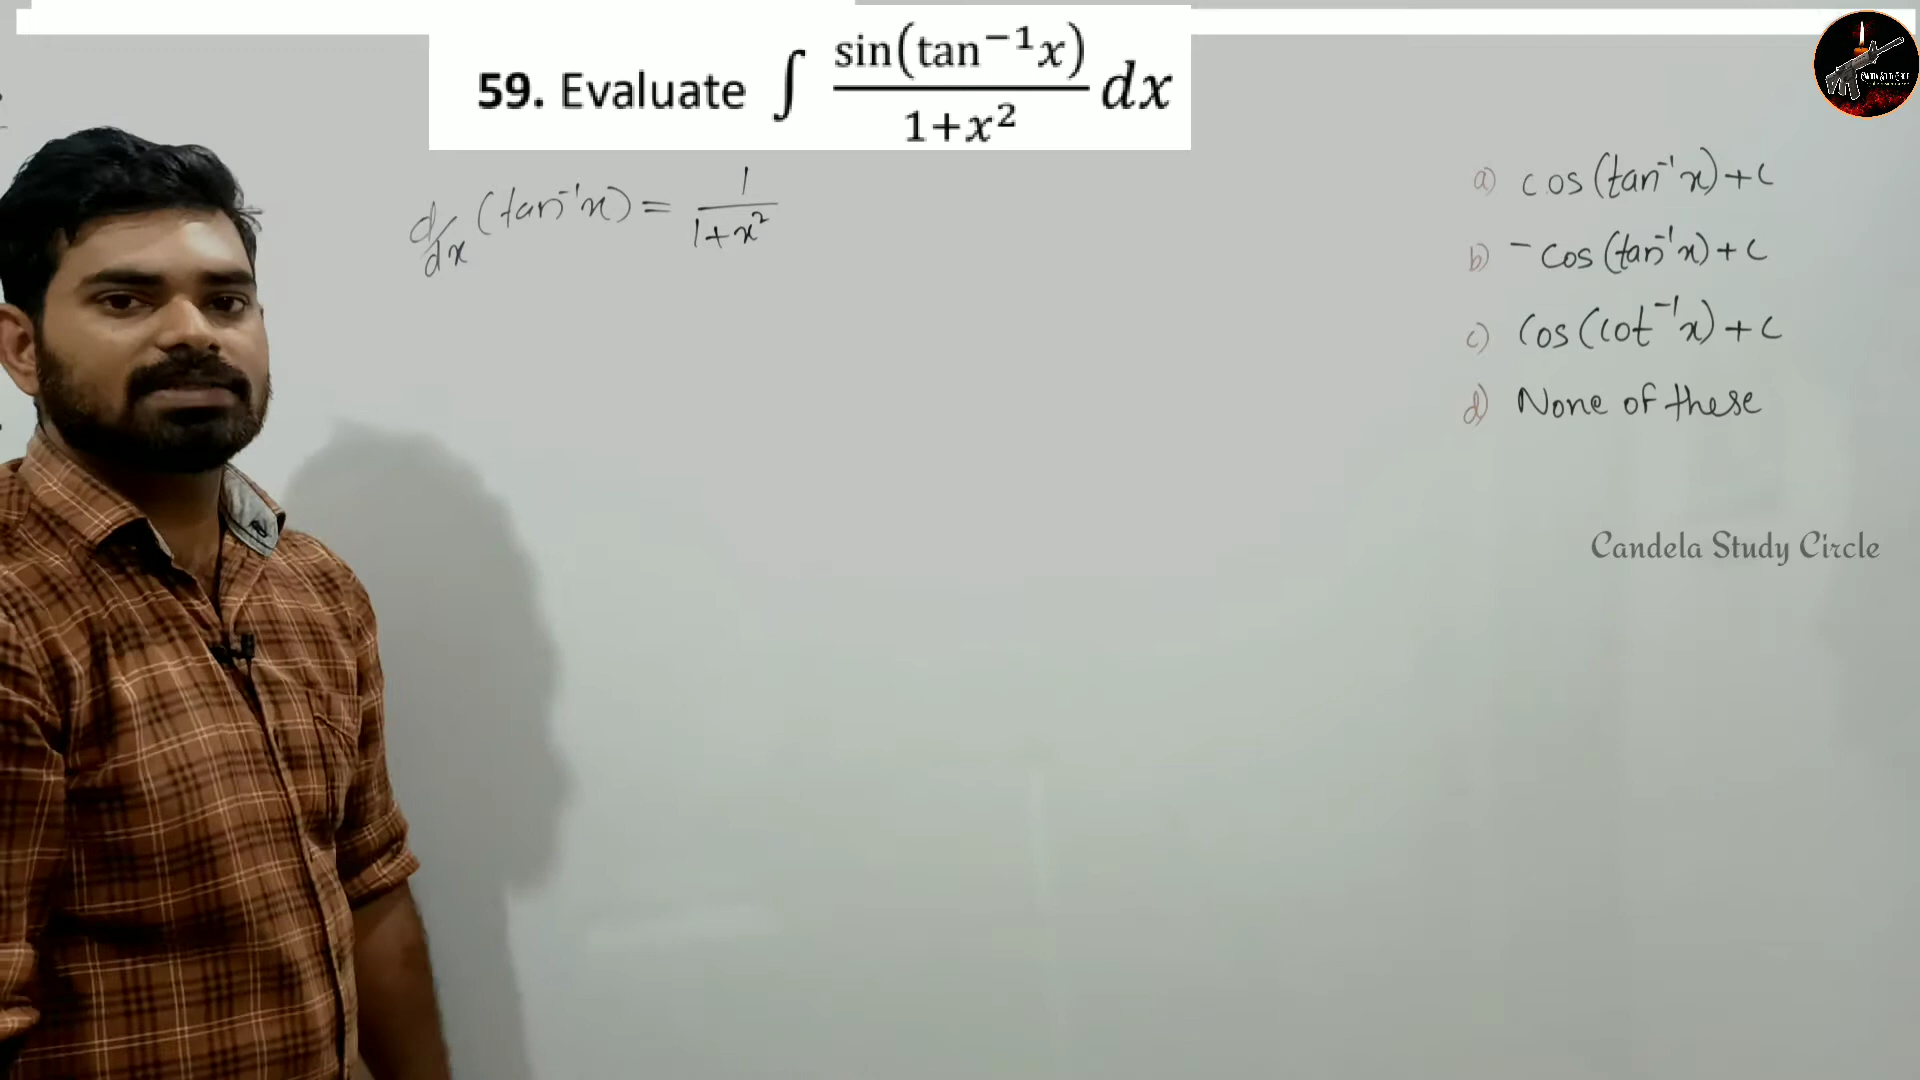 59. Evaluate ∫ sin(tan⁻¹x)/1+x² dx
d/dx (tan⁻¹x) = 1/1+x²
a) cos(tan⁻¹x)+c
b) -cos(tan⁻¹x)+c
c) cos(cot⁻¹x)+c
d) None of these
Candela Study Circle